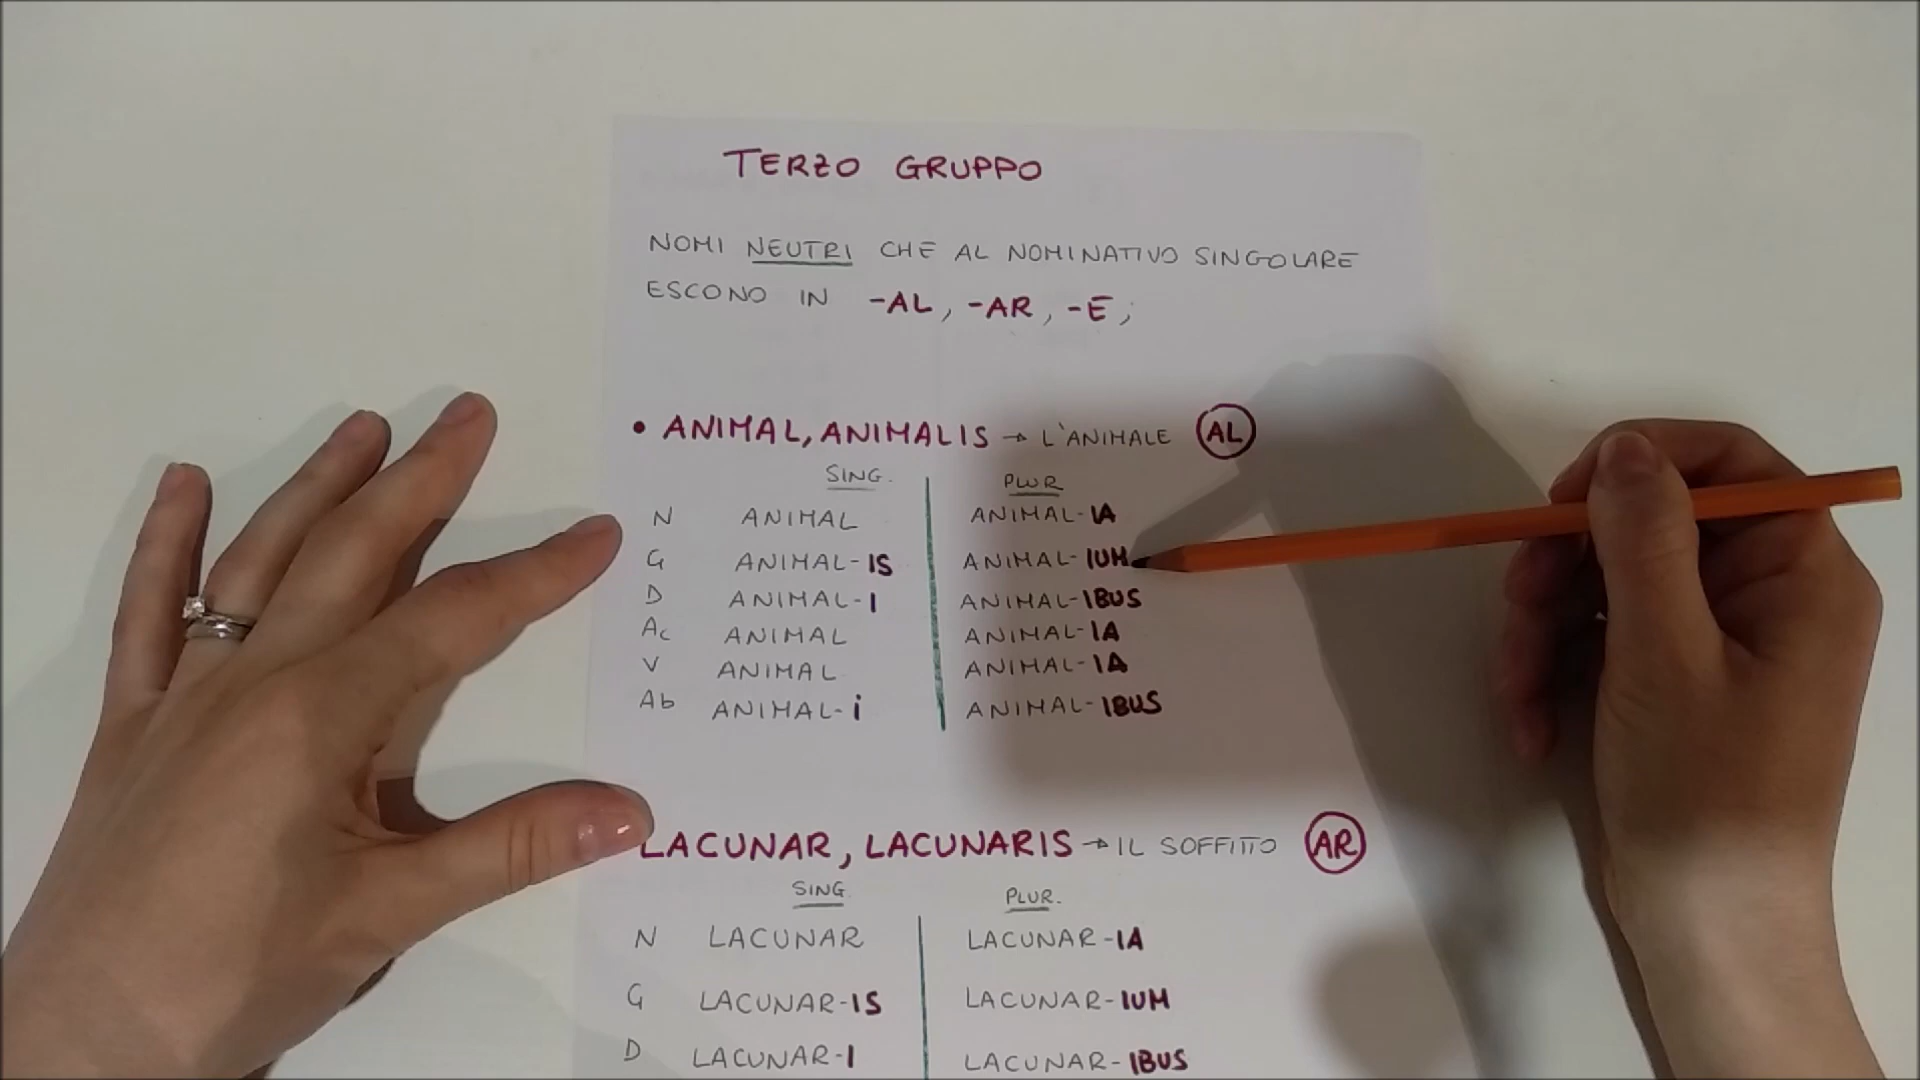 TERZO GRUPPO
NOMI NEUTRI CHE AL NOMINATIVO SINGOLARE
ESCONO IN -AL, -AR, -E;
• ANIMAL, ANIMALIS → L'ANIMALE AL
SING. PLUR
N ANIMAL ANIMAL-IA
G ANIMAL-IS ANIMAL-IUM
D ANIMAL-I ANIMAL-IBUS
Ac ANIMAL ANIMAL-IA
V ANIMAL ANIMAL-IA
Ab ANIMAL-i ANIMAL-IBUS
LACUNAR, LACUNARIS → IL SOFFITTO AR
SING PLUR.
N LACUNAR LACUNAR-IA
G LACUNAR-IS LACUNAR-IUM
D LACUNAR-I LACUNAR-IBUS